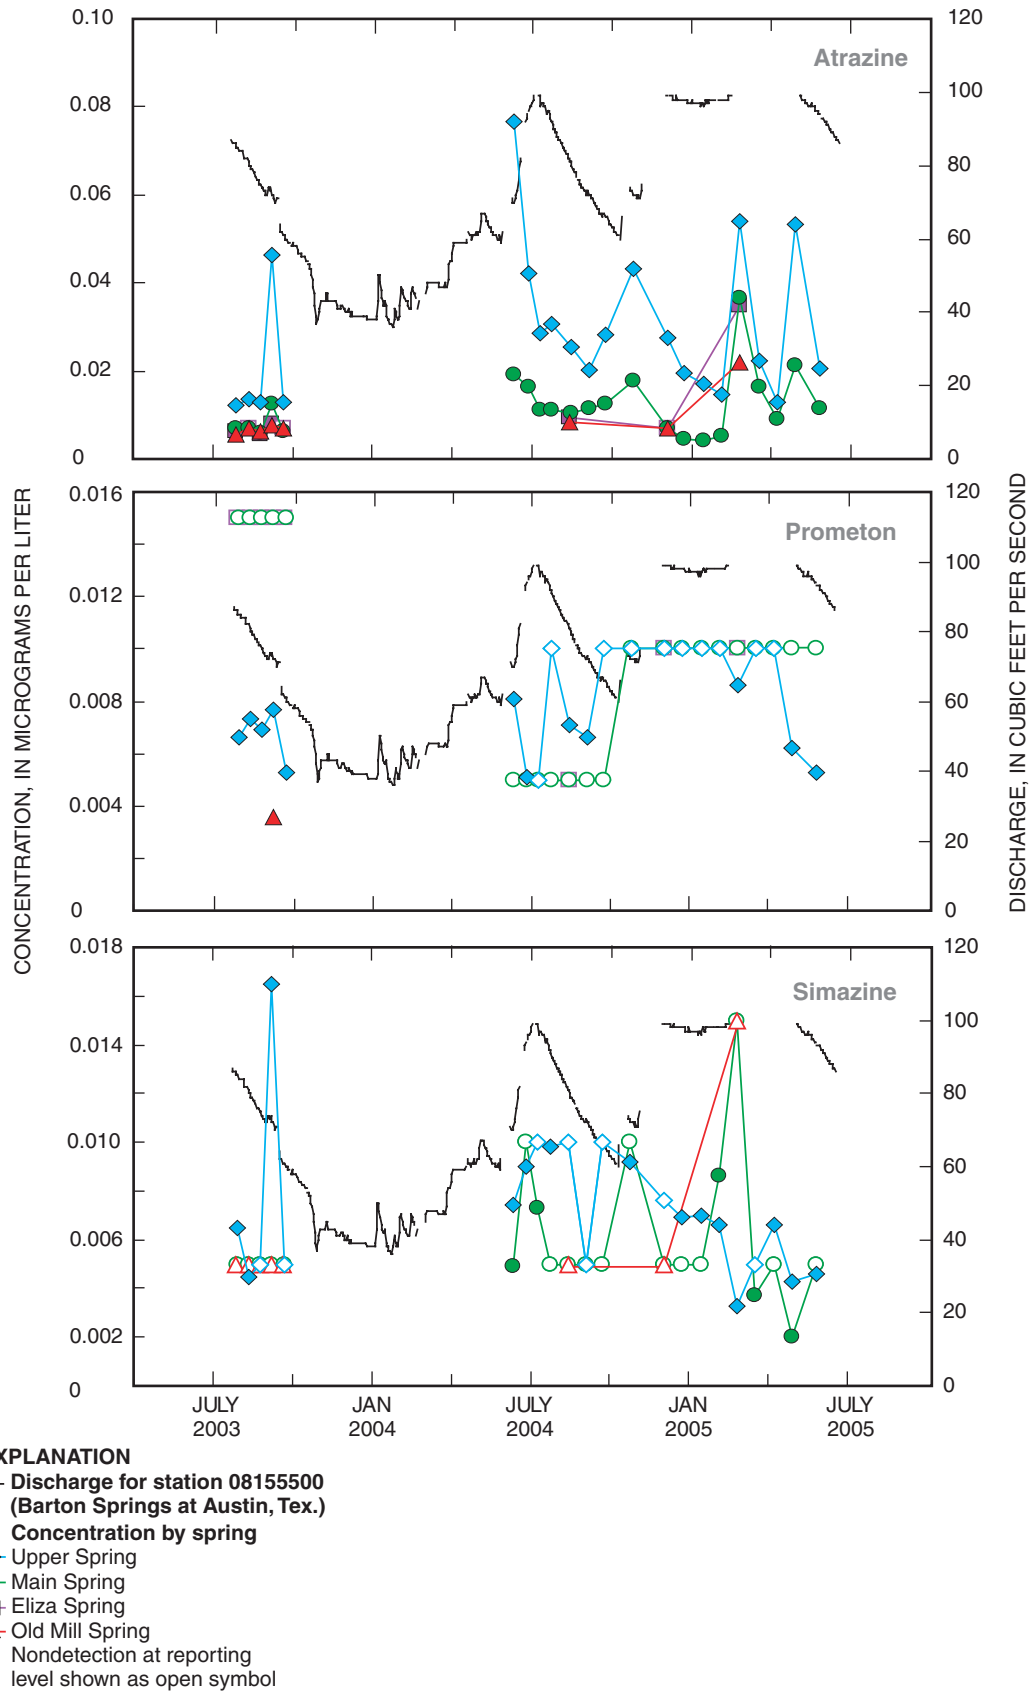 0.10
0.08
0.06
0.04
0.02
0
120
100
80
60
40
20
0
Atrazine
CONCENTRATION, IN MICROGRAMS PER LITER
0.016
0.012
0.008
0.004
0
120
100
80
60
40
20
0
Prometon
DISCHARGE, IN CUBIC FEET PER SECOND
0.018
0.014
0.010
0.006
0.002
0
120
100
80
60
40
20
0
Simazine
JULY
2003
JAN
2004
JULY
2004
JAN
2005
JULY
2005
XPLANATION
Discharge for station 08155500
(Barton Springs at Austin, Tex.)
Concentration by spring
Upper Spring
Main Spring
Eliza Spring
Old Mill Spring
Nondetection at reporting
level shown as open symbol